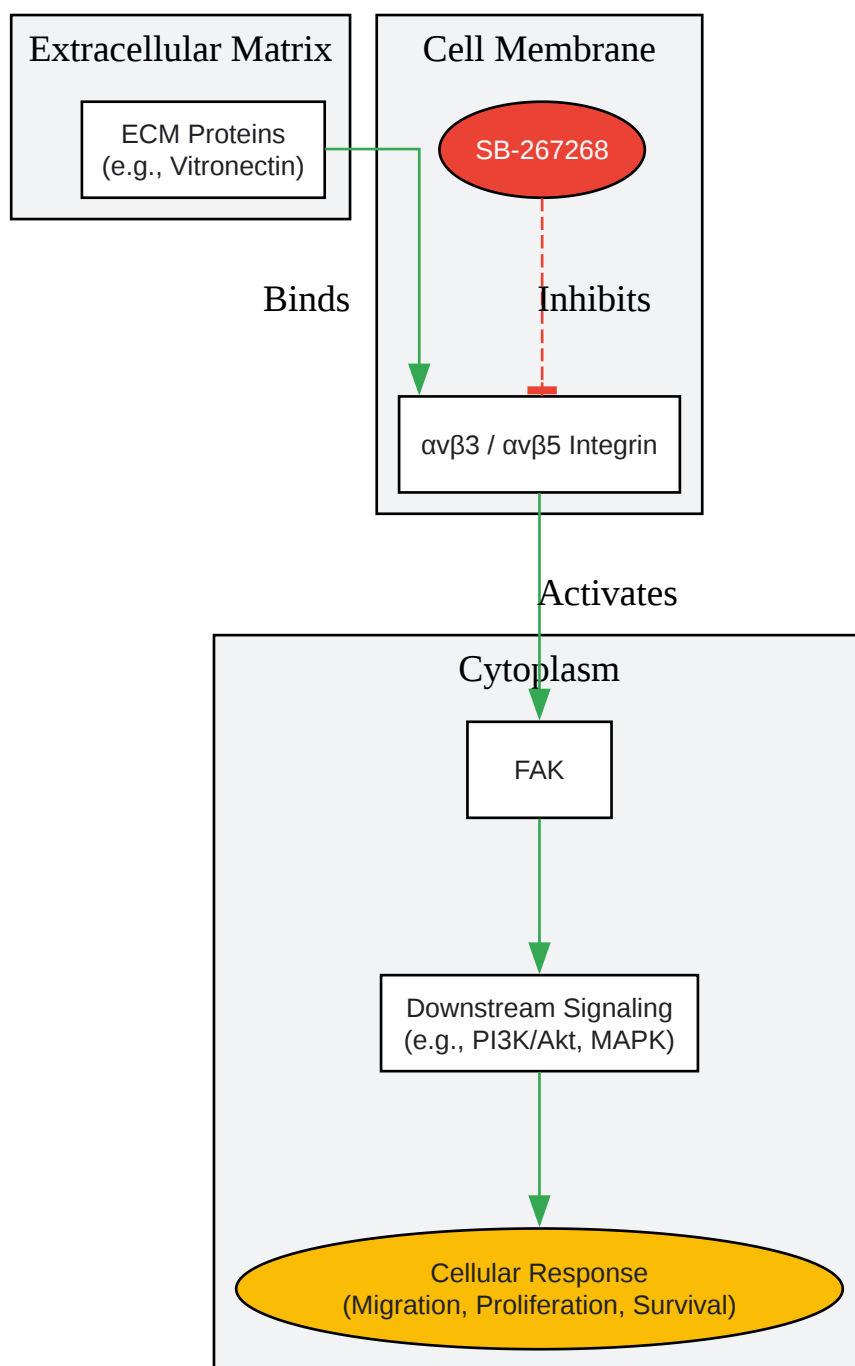 Extracellular Matrix
Cell Membrane
ECM Proteins
(e.g., Vitronectin)
SB-267268
Binds
Inhibits
αvβ3 / αvβ5 Integrin
Activates
Cytoplasm
FAK
Downstream Signaling
(e.g., PI3K/Akt, MAPK)
Cellular Response
(Migration, Proliferation, Survival)